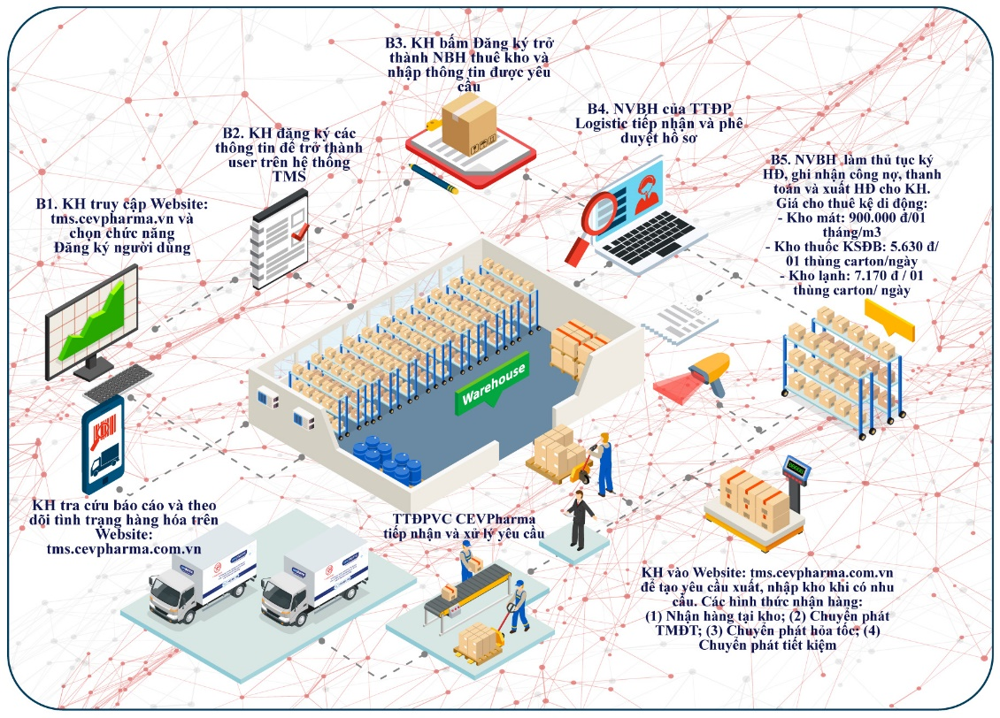 B1. KH truy cập Website:
tms.cevpharma.vn và
chọn chức năng
Đăng ký người dùng
B2. KH đăng ký các
thông tin để trở thành
user trên hệ thống
TMS
B3. KH bấm Đăng ký trở
thành NBH thuê kho và
nhập thông tin được yêu
cầu
B4. NVBH của TTĐP
Logistic tiếp nhận và phê
duyệt hồ sơ
B5. NVBH làm thủ tục ký
HĐ, ghi nhận công nợ, thanh
toán và xuất HĐ cho KH.
Giá cho thuê kệ di động:
- Kho mát: 900.000 đ/01
tháng/m3
- Kho thuốc KSĐB: 5.630 đ/
01 thùng carton/ngày
- Kho lạnh: 7.170 đ / 01
thùng carton/ ngày
Warehouse
KH vào Website: tms.cevpharma.com.vn
để tạo yêu cầu xuất, nhập kho khi có nhu
cầu. Các hình thức nhận hàng:
(1) Nhận hàng tại kho; (2) Chuyển phát
TMĐT; (3) Chuyển phát hỏa tốc; (4)
Chuyển phát tiết kiệm
TTĐPVC CEVPharma
tiếp nhận và xử lý yêu cầu
KH tra cứu báo cáo và theo
dõi tình trạng hàng hóa trên
Website:
tms.cevpharma.com.vn